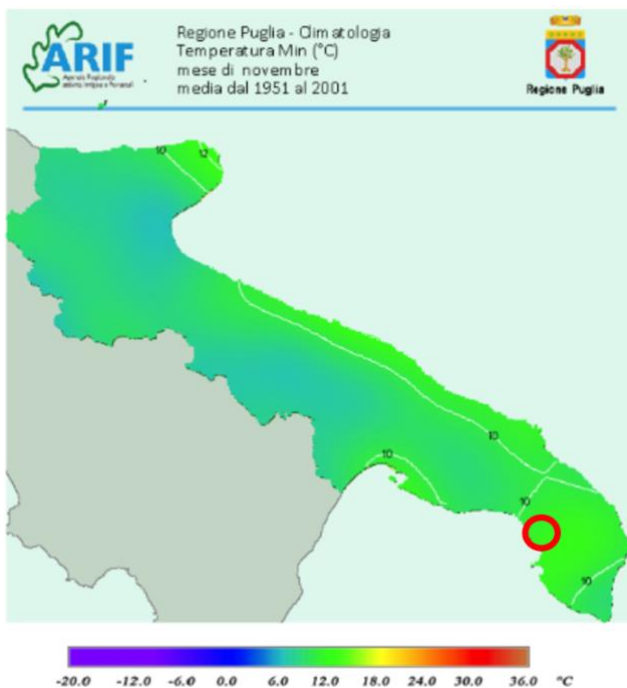 ARIF
Regione Puglia - Climatologia
Temperatura Min (°C)
mese di novembre
media dal 1951 al 2001
Regione Puglia
10
12
10
10
10
10
-20.0 -12.0 -6.0 0.0 6.0 12.0 18.0 24.0 30.0 36.0 °C